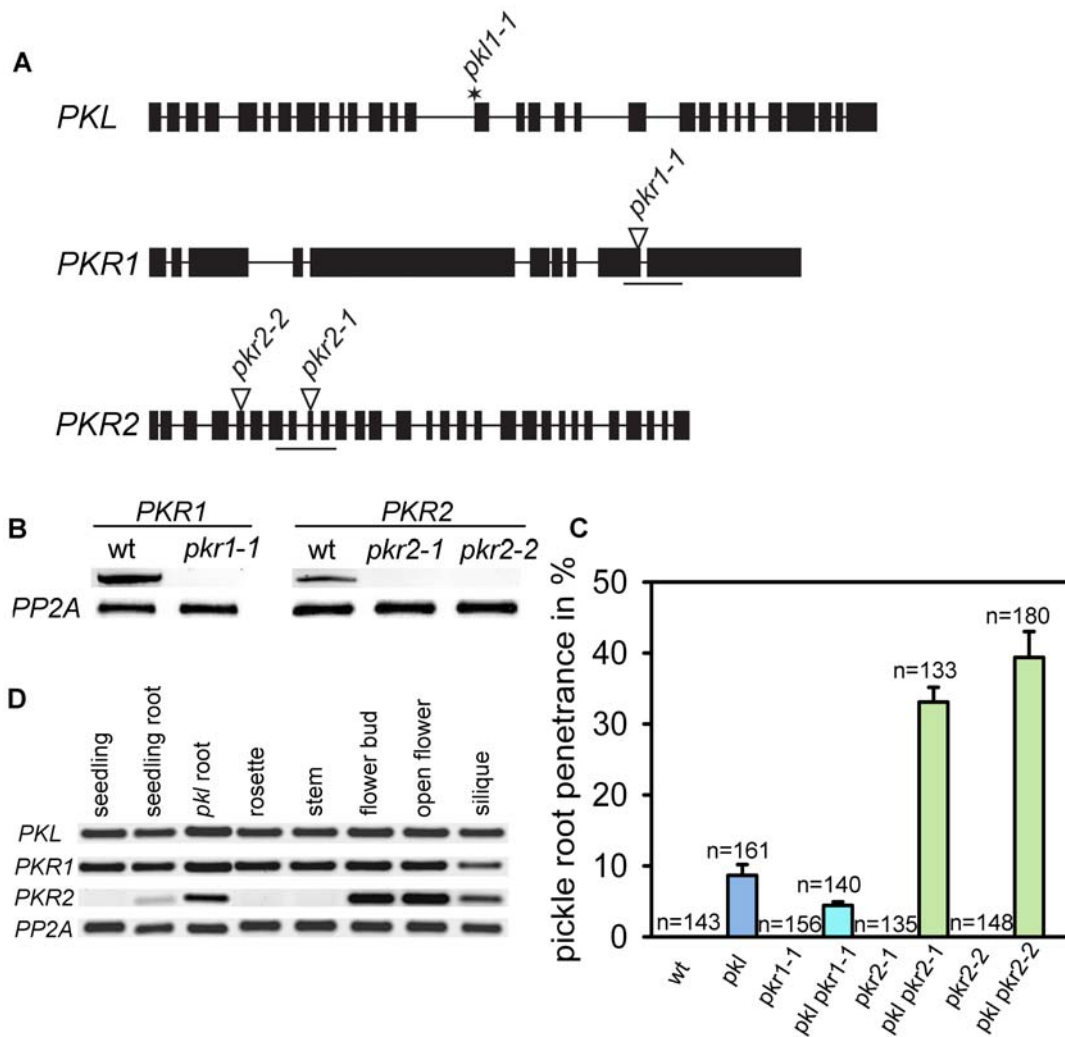 A
pkl1-1
PKL
pkr1-1
PKR1
pkr2-2
pkr2-1
PKR2
B
PKR1
PKR2
wt
pkr1-1
wt
pkr2-1
pkr2-2
PP2A
C
pickle root penetrance in %
50
40
30
20
10
0
n=143
n=161
n=156
n=140
n=135
n=133
n=148
n=180
wt
pkl
pkr1-1
pkl pkr1-1
pkr2-1
pkl pkr2-1
pkr2-2
pkl pkr2-2
D
seedling
seedling root
pkl root
rosette
stem
flower bud
open flower
silique
PKL
PKR1
PKR2
PP2A